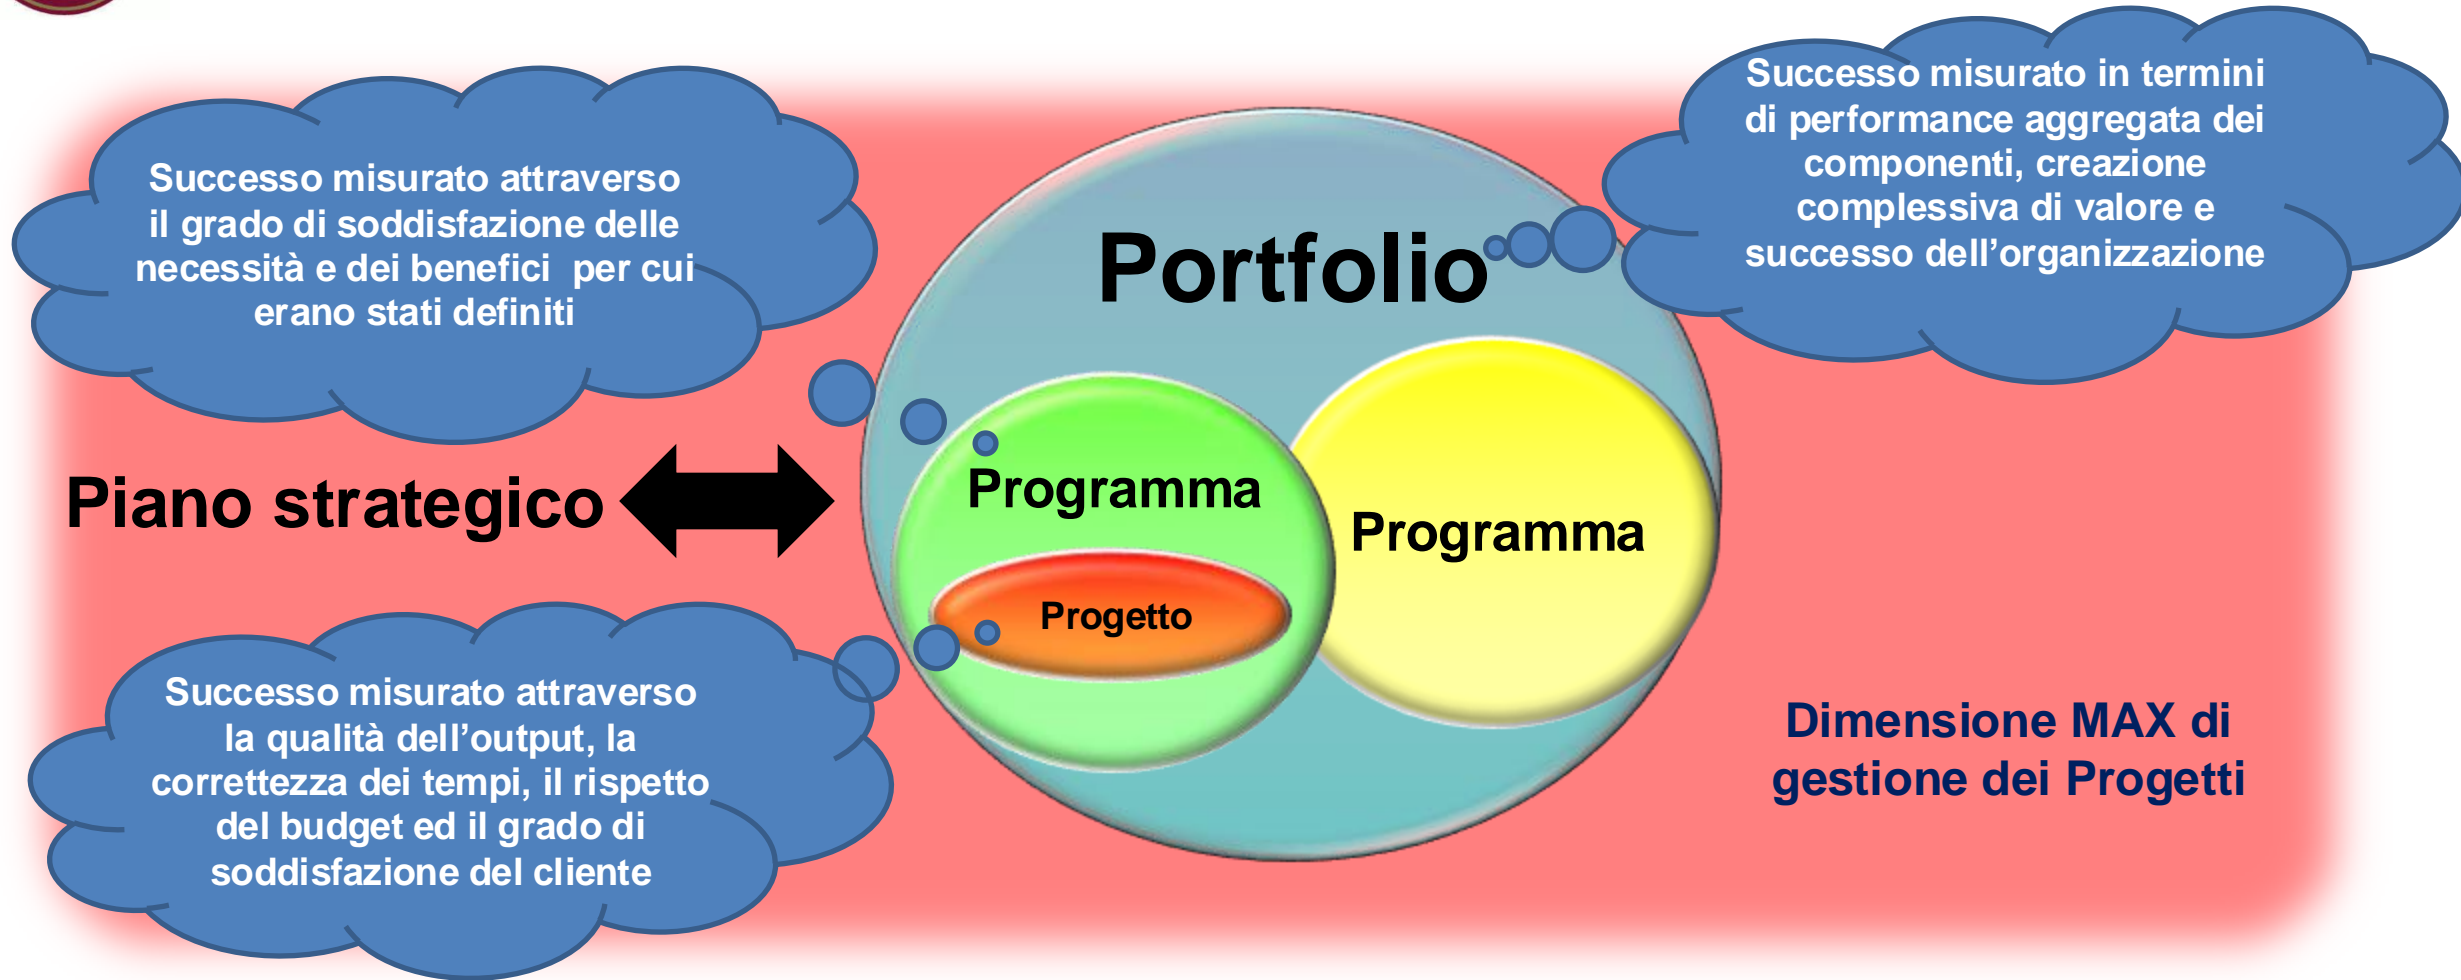 Successo misurato attraverso
il grado di soddisfazione delle
necessità e dei benefici  per cui
erano stati definiti
Successo misurato in termini
di performance aggregata dei
componenti, creazione
complessiva di valore e
successo dell’organizzazione
Portfolio
Piano strategico
Programma
Programma
Progetto
Successo misurato attraverso
la qualità dell’output, la
correttezza dei tempi, il rispetto
del budget ed il grado di
soddisfazione del cliente
Dimensione MAX di
gestione dei Progetti